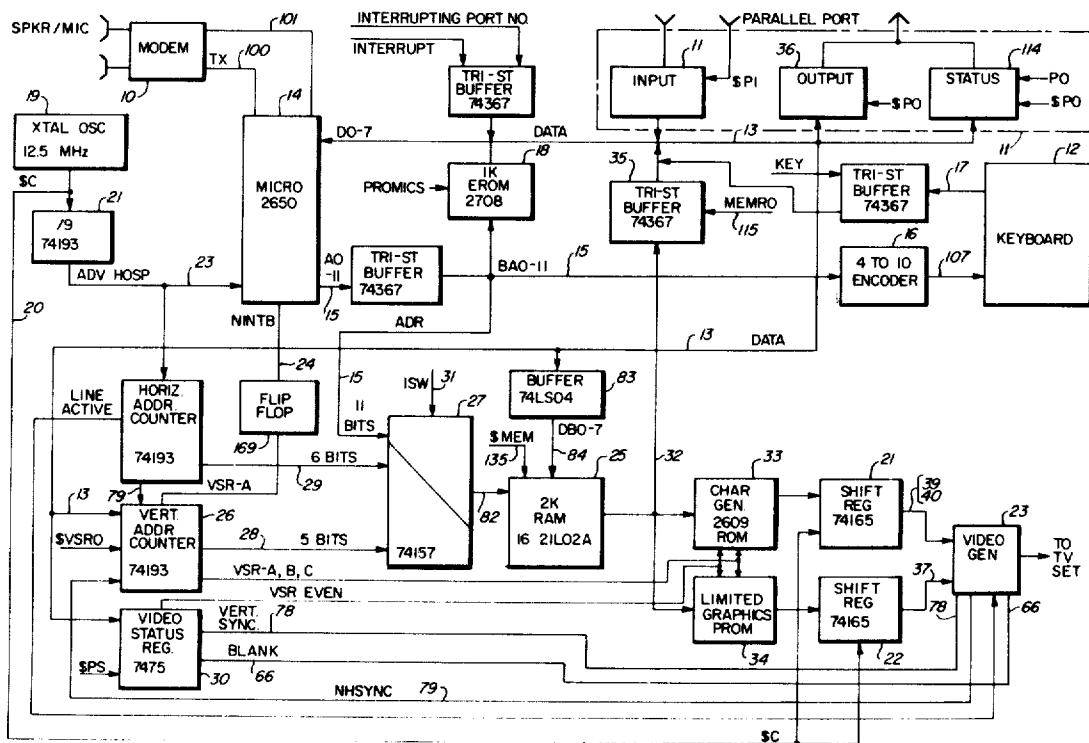 SPKR/MIC
MODEM
10
101
100
TX
INTERRUPTING PORT NO.
INTERRUPT
TRI-ST
BUFFER
74367
PARALLEL PORT
INPUT
11
$PI
36
OUTPUT
$PO
114
STATUS
PO
$PO
11
19
XTAL OSC
12.5 MHz
$C
21
/9
74193
ADV HOSP
23
20
14
MICRO
2650
DO-7
DATA
13
18
1K
EROM
2708
PROMICS
35
TRI-ST
BUFFER
74367
MEMRO
115
KEY
TRI-ST
BUFFER
74367
17
12
KEYBOARD
16
4 TO 10
ENCODER
107
AO
-11
15
TRI-ST
BUFFER
74367
BAO-11
15
NINTB
ADR
13
DATA
24
FLIP
FLOP
169
LINE
ACTIVE
HORIZ.
ADDR.
COUNTER
74193
15
11
BITS
ISW
31
27
74157
BUFFER
74LS04
83
DBO-7
84
$MEM
135
25
2K
RAM
16 21L02A
82
32
6 BITS
29
79
VSR-A
13
26
VERT.
ADDR
COUNTER
74193
$VSRO
28
5 BITS
VSR-A, B, C
VSR EVEN
33
CHAR
GEN.
2609
ROM
21
SHIFT
REG
74165
39
40
23
VIDEO
GEN
TO
TV
SET
LIMITED
GRAPHICS
PROM
34
SHIFT
REG
74165
22
37
78
66
VIDEO
STATUS
REG.
7475
30
$PS
VERT
SYNC.
78
BLANK
66
NHSYNC
79
$C